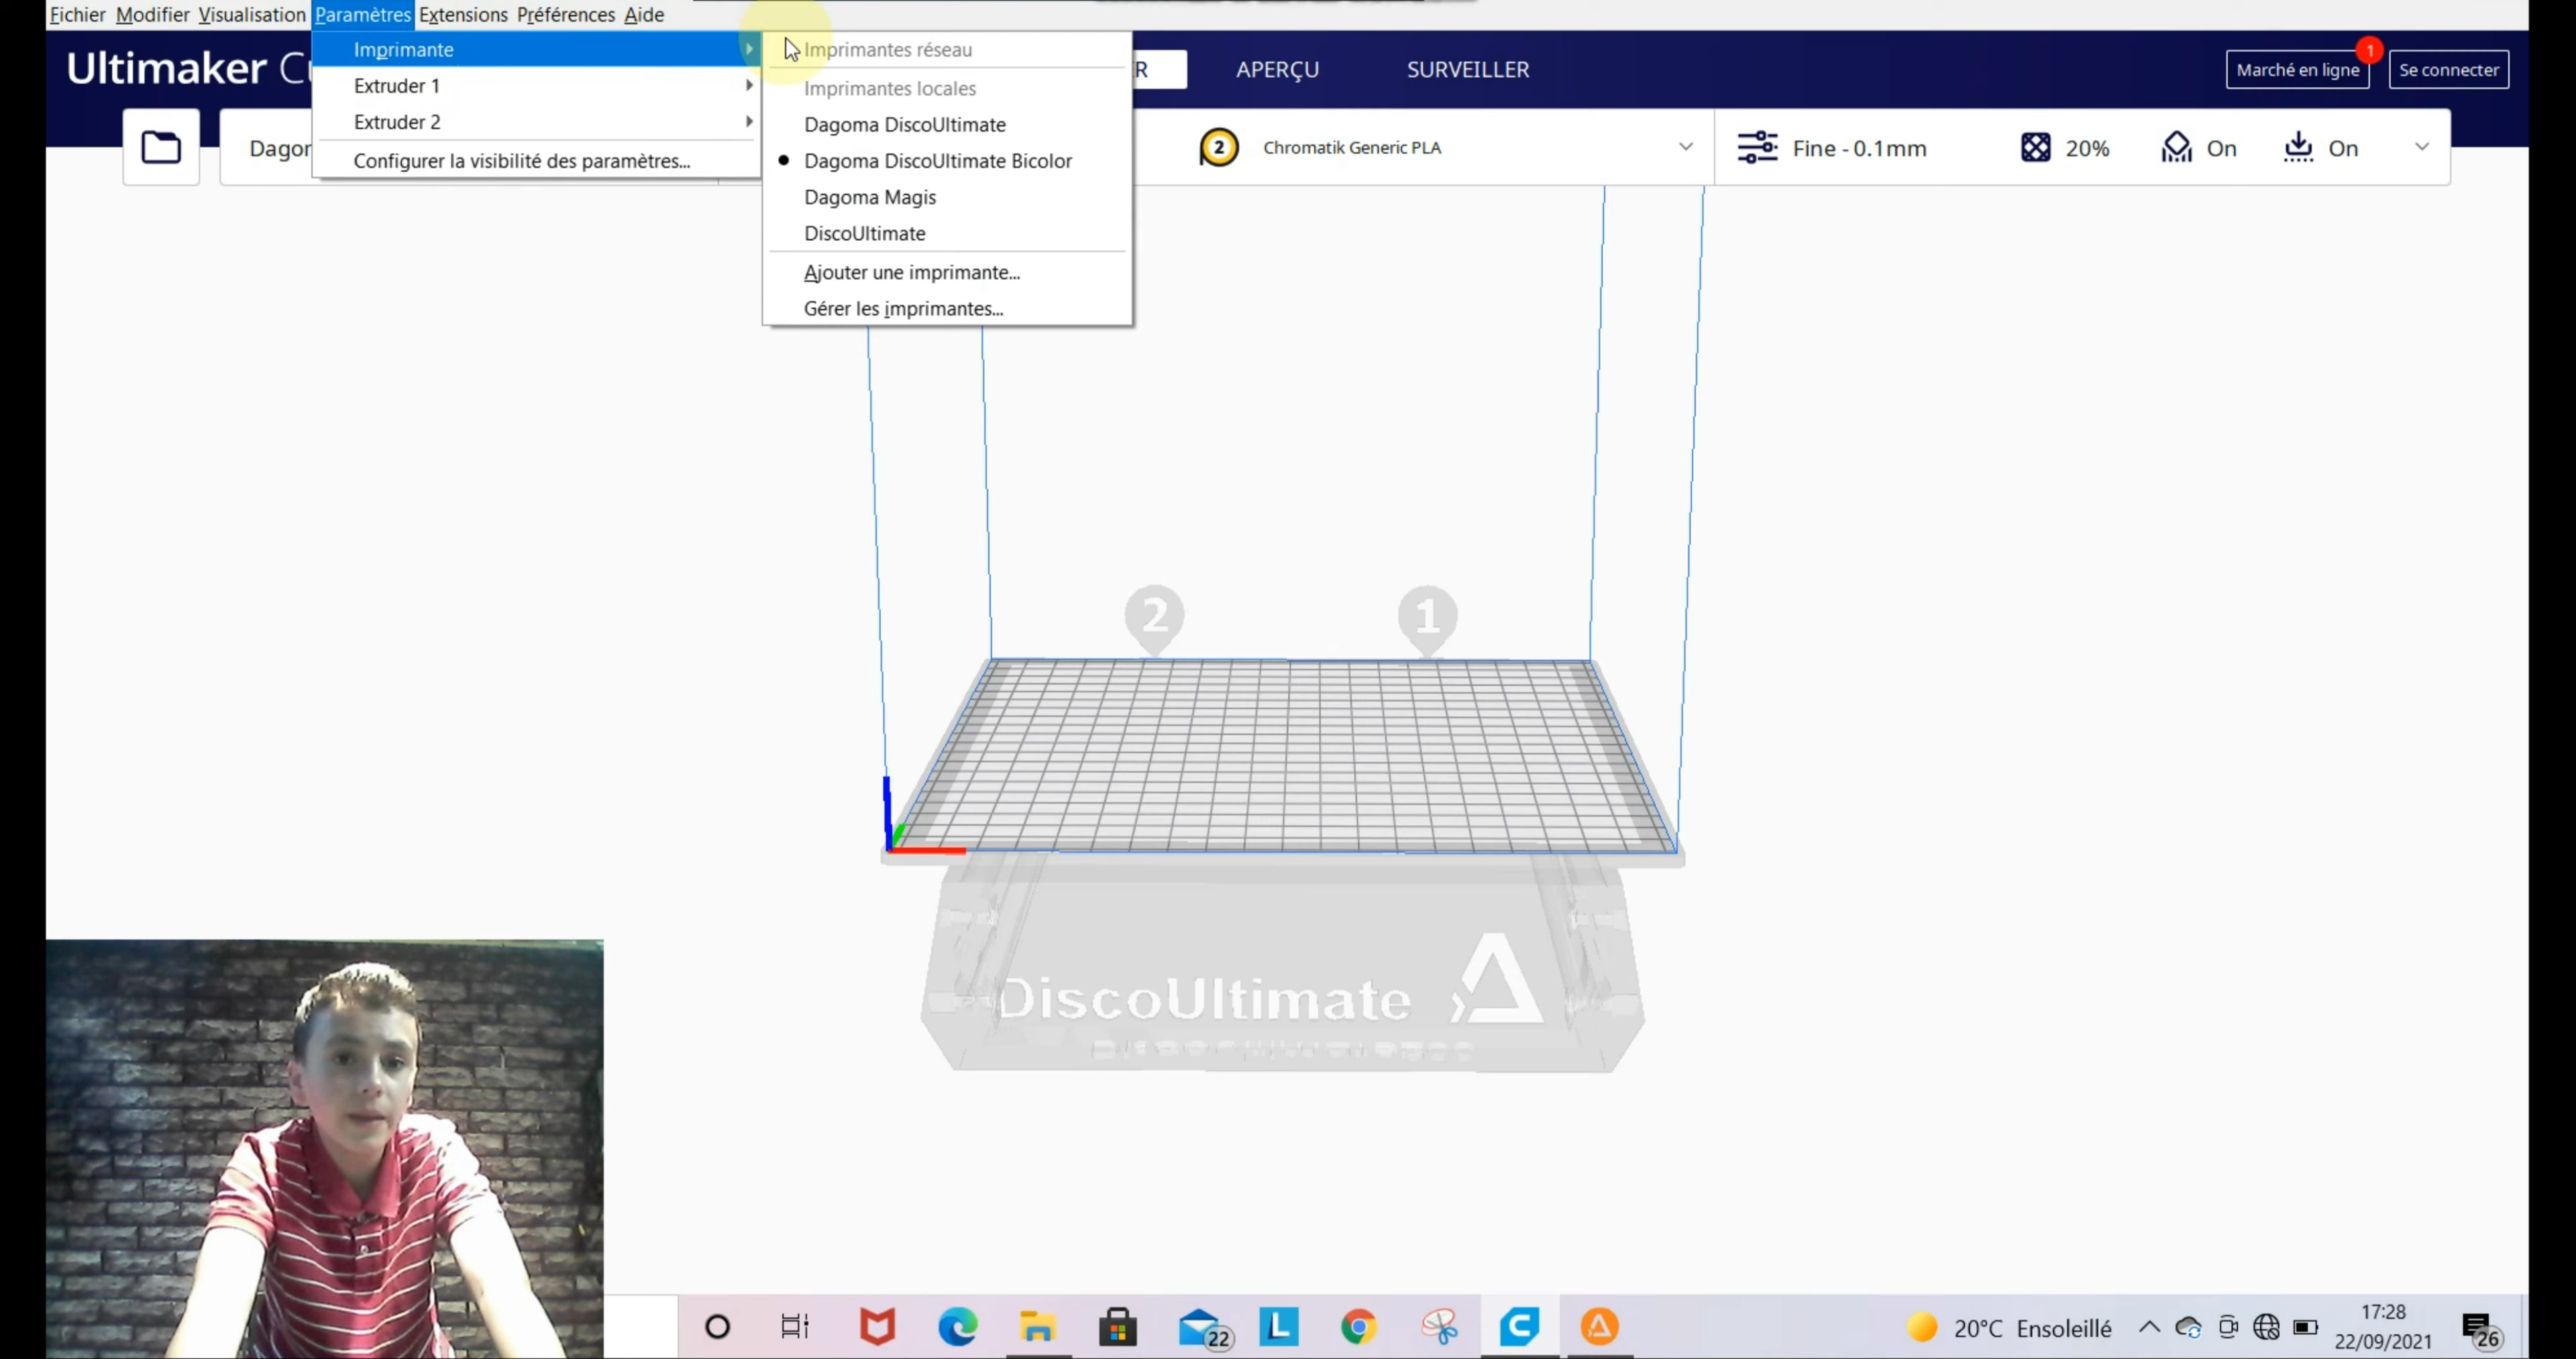 Fichier Modifier Visualisation Paramètres Extensions Préférences Aide
Imprimante
Extruder 1
Extruder 2
Configurer la visibilité des paramètres...
Imprimantes réseau
Imprimantes locales
Dagoma DiscoUltimate
Dagoma DiscoUltimate Bicolor
Dagoma Magis
DiscoUltimate
Ajouter une imprimante...
Gérer les imprimantes...
Ultimaker Cu
R APERÇU SURVEILLER
Marché en ligne 1 Se connecter
Dagor
2 Chromatik Generic PLA
Fine - 0.1mm 20% On On
2 1
DiscoUltimate
22
L
20°C Ensoleillé
17:28
22/09/2021
26